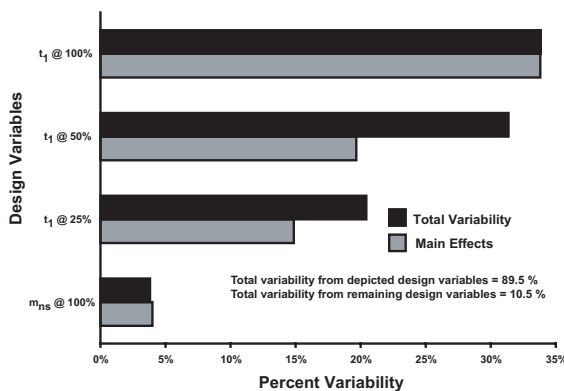 Design Variables
t1 @ 100%
t1 @ 50%
t1 @ 25%
mns @ 100%
Total Variability
Main Effects
Total variability from depicted design variables = 89.5 %
Total variability from remaining design variables = 10.5 %
0% 5% 10% 15% 20% 25% 30% 35%
Percent Variability